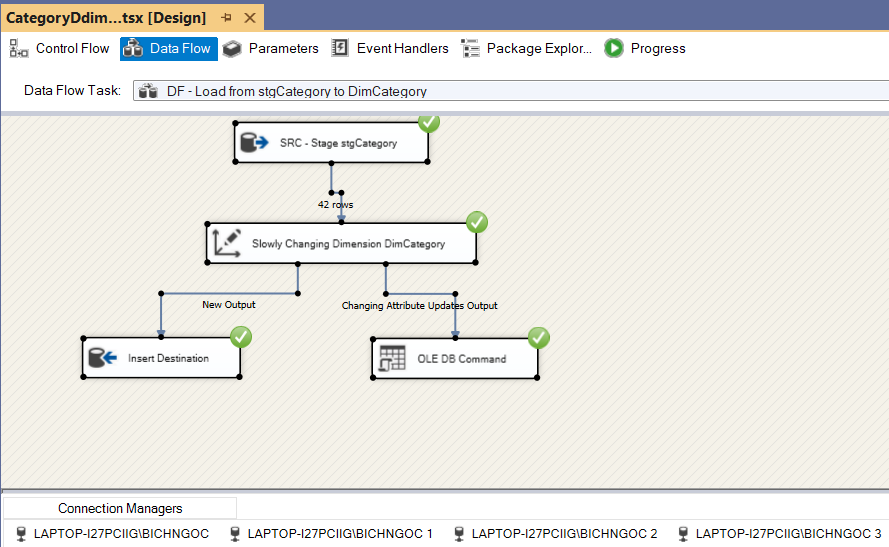 CategoryDdim...tsx [Design]
Control Flow
Data Flow
Parameters
Event Handlers
Package Explor...
Progress
Data Flow Task:
DF - Load from stgCategory to DimCategory
SRC - Stage stgCategory
42 rows
Slowly Changing Dimension DimCategory
New Output
Changing Attribute Updates Output
Insert Destination
OLE DB Command
Connection Managers
LAPTOP-I27PCIIG\BICHNGOC
LAPTOP-I27PCIIG\BICHNGOC 1
LAPTOP-I27PCIIG\BICHNGOC 2
LAPTOP-I27PCIIG\BICHNGOC 3